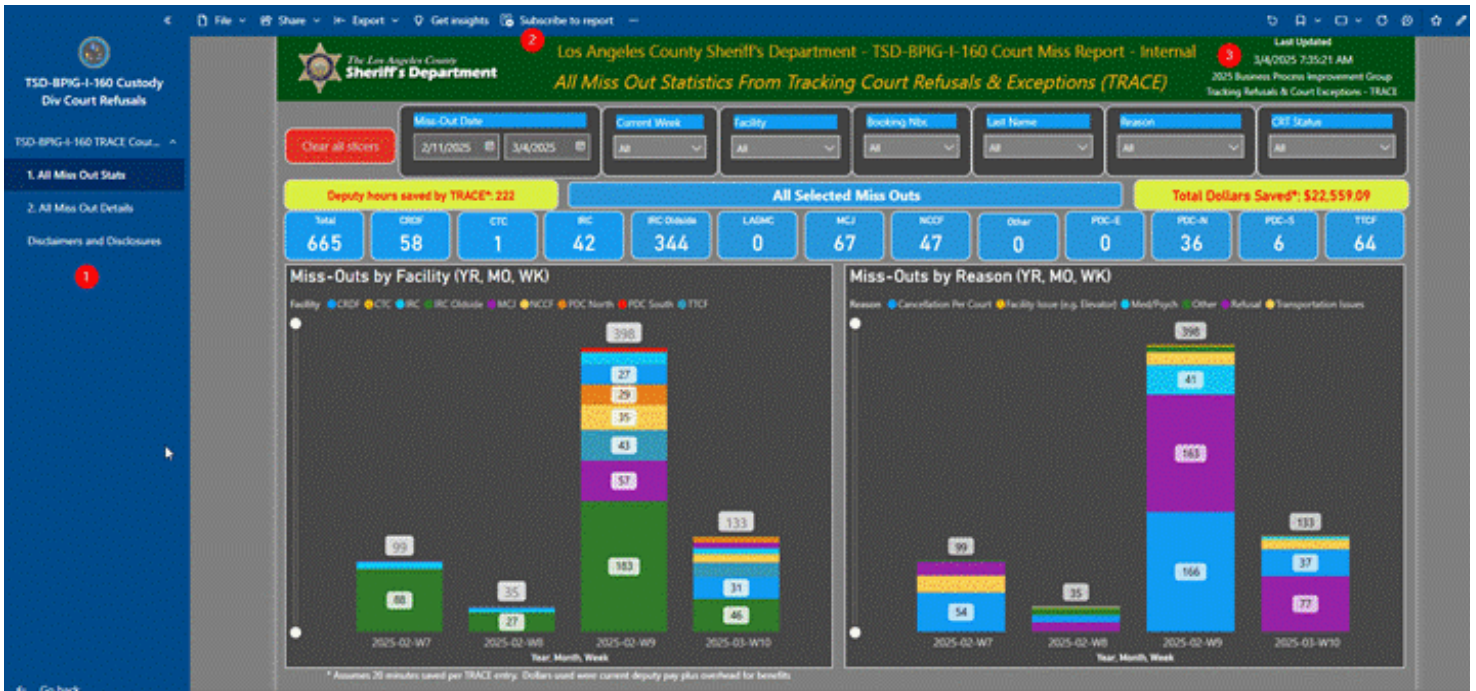 File Share Export Get insights Subscribe to report
2
TSD-BPIG-I-160 Custody
Div Court Refusals
TSD-BPIG-I-160 TRACE Cour...
1. All Miss Out Stats
2. All Miss Out Details
Disclaimers and Disclosures
1
Go back
The Los Angeles County
Sheriff's Department
Los Angeles County Sheriff's Department - TSD-BPIG-I-160 Court Miss Report - Internal
All Miss Out Statistics From Tracking Court Refusals & Exceptions (TRACE)
3
Last Updated
3/4/2025 7:35:21 AM
2025 Business Process Improvement Group
Tracking Refusals & Court Exceptions - TRACE
Clear all slicers
Miss-Out Date
2/11/2025 3/4/2025
Current Week
All
Facility
All
Booking Nbr.
All
Last Name
All
Reason
All
CRT Status
All
Deputy hours saved by TRACE*: 222
All Selected Miss Outs
Total Dollars Saved*: $22,559.09
Total CRDF CTC IRC IRC Oldside LAGMC MCJ NCCF Other PDC-E PDC-N PDC-S TTCF
665 58 1 42 344 0 67 47 0 0 36 6 64
Miss-Outs by Facility (YR, MO, WK)
Facility CRDF CTC IRC IRC Oldside MCJ NCCF PDC North PDC South TTCF
398
27
29
35
43
57
183
99
88
35
27
133
31
46
2025-02-W7 2025-02-W8 2025-02-W9 2025-03-W10
Year, Month, Week
Miss-Outs by Reason (YR, MO, WK)
Reason Cancellation Per Court Facility Issue (e.g. Elevator) Med/Psych Other Refusal Transportation Issues
398
41
163
166
99
54
35
133
37
77
2025-02-W7 2025-02-W8 2025-02-W9 2025-03-W10
Year, Month, Week
* Assumes 20 minutes saved per TRACE entry. Dollars used were current deputy pay plus overhead for benefits